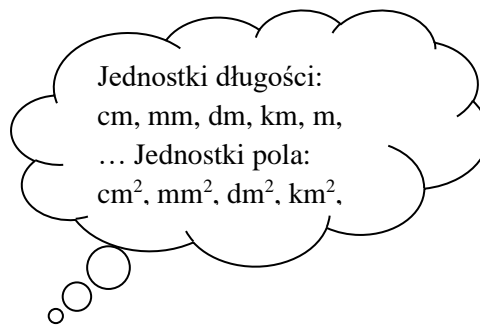 Jednostki długości:
cm, mm, dm, km, m,
… Jednostki pola:
cm², mm², dm², km²,